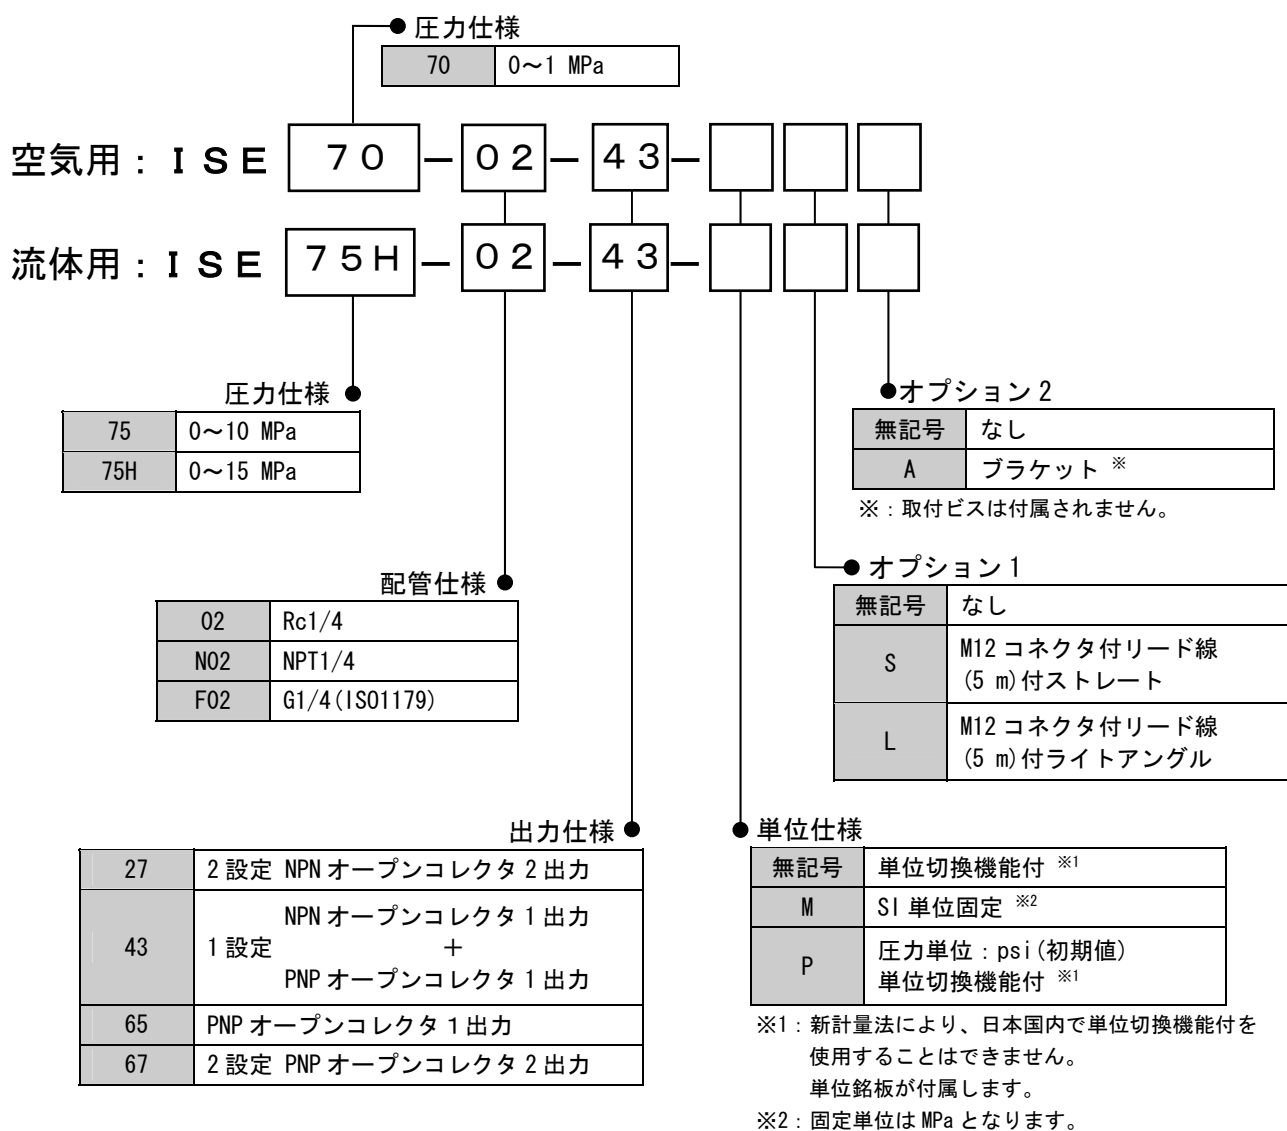 圧力仕様
70 0～1 MPa
空気用：ＩＳＥ ７０－０２－４３－
流体用：ＩＳＥ ７５Ｈ－０２－４３－
圧力仕様
75 0～10 MPa
75H 0～15 MPa
オプション２
無記号 なし
A ブラケット ※
※：取付ビスは付属されません。
配管仕様
02 Rc1/4
N02 NPT1/4
F02 G1/4(ISO1179)
オプション１
無記号 なし
S M12 コネクタ付リード線
(5 m)付ストレート
L M12 コネクタ付リード線
(5 m)付ライトアングル
出力仕様
27 2 設定 NPN オープンコレクタ 2 出力
43 1 設定 NPN オープンコレクタ 1 出力
＋
PNP オープンコレクタ 1 出力
65 PNP オープンコレクタ 1 出力
67 2 設定 PNP オープンコレクタ 2 出力
単位仕様
無記号 単位切換機能付 ※1
M SI 単位固定 ※2
P 圧力単位：psi(初期値)
単位切換機能付 ※1
※1：新計量法により、日本国内で単位切換機能付を
使用することはできません。
単位銘板が付属します。
※2：固定単位は MPa となります。